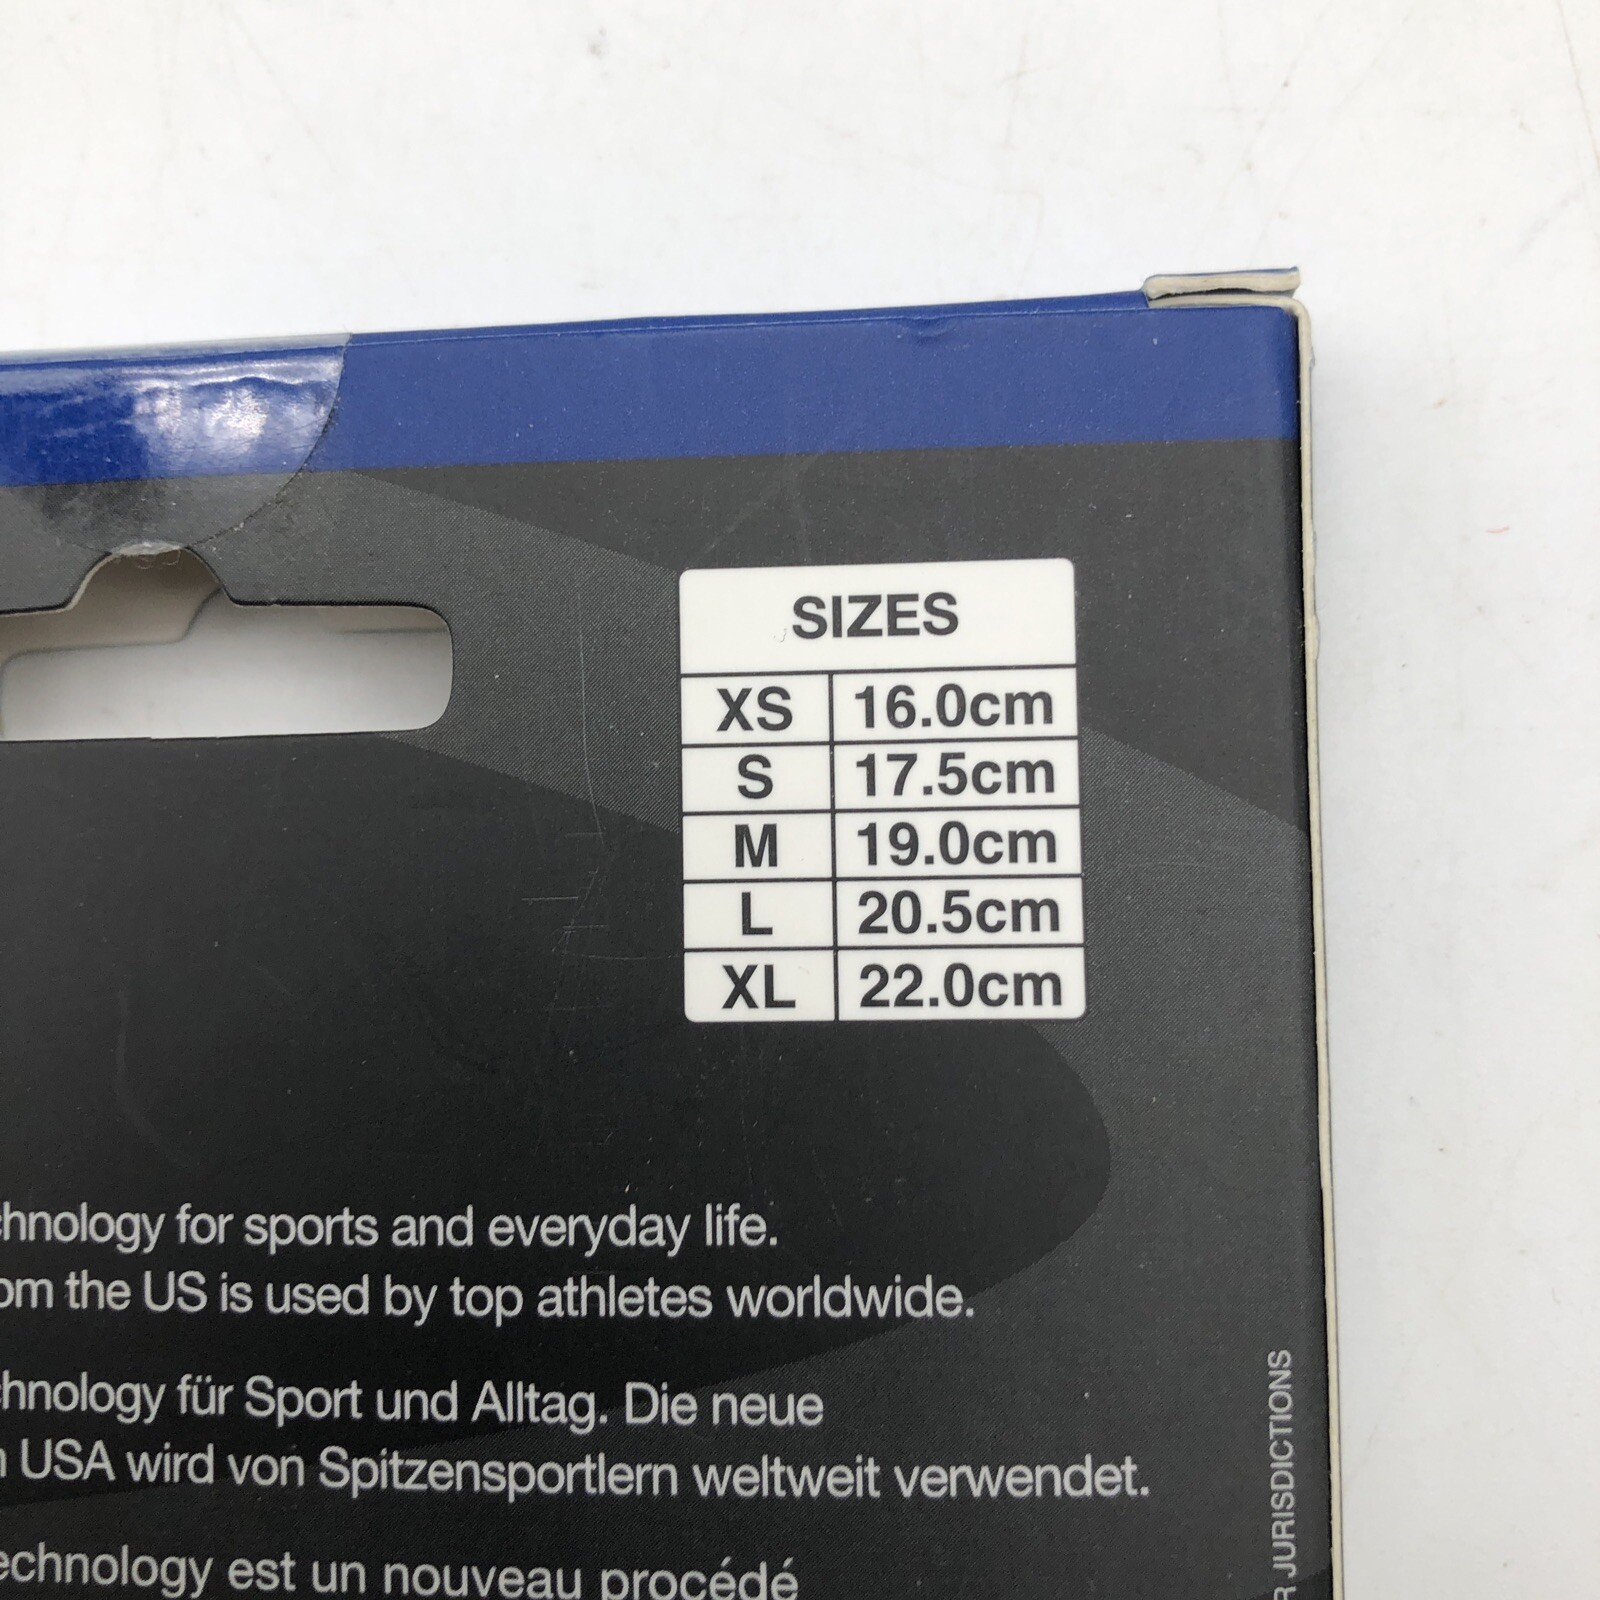 SIZES
XS 16.0cm
S 17.5cm
M 19.0cm
L 20.5cm
XL 22.0cm
chnology for sports and everyday life.
om the US is used by top athletes worldwide.
chnology für Sport und Alltag. Die neue
n USA wird von Spitzensportlern weltweit verwendet.
echnology est un nouveau procédé
R JURISDICTIONS